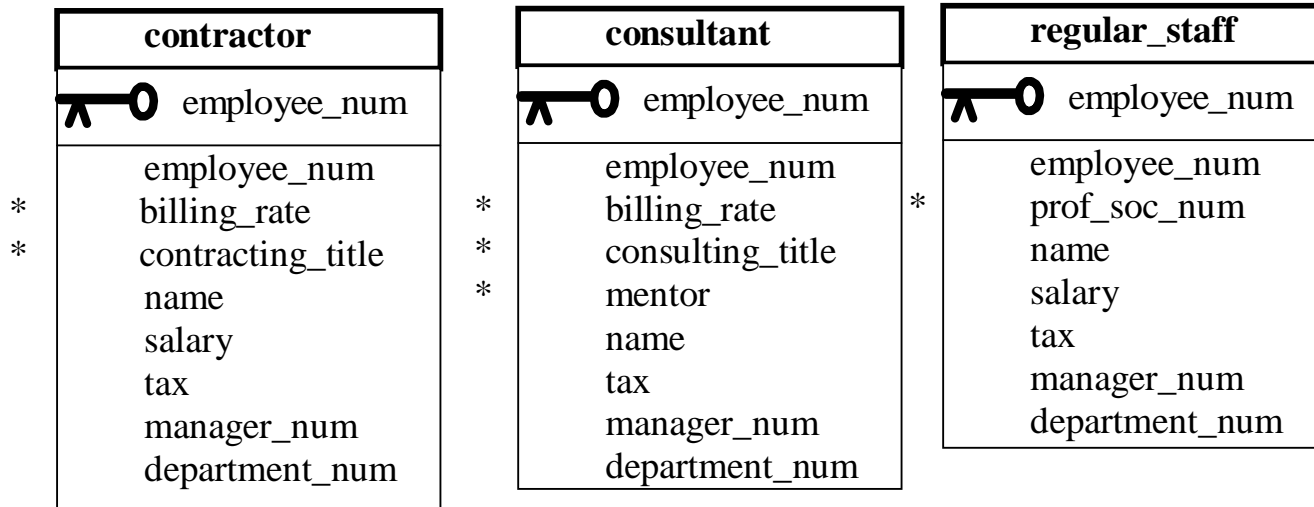 contractor
employee_num
employee_num
* billing_rate
* contracting_title
name
salary
tax
manager_num
department_num
consultant
employee_num
employee_num
* billing_rate
* consulting_title
* mentor
name
tax
manager_num
department_num
regular_staff
employee_num
employee_num
* prof_soc_num
name
salary
tax
manager_num
department_num